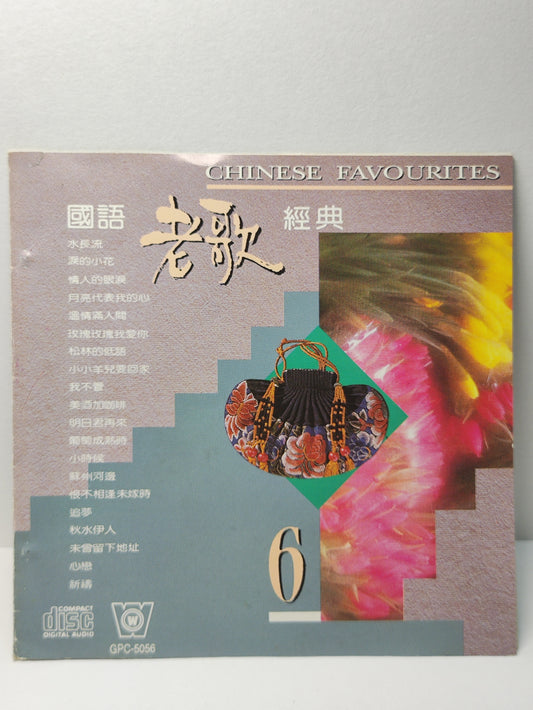 CHINESE FAVOURITES
國語 老歌 經典
水長流
淚的小花
情人的眼淚
月亮代表我的心
溫情滿人間
玫瑰玫瑰我愛你
松林的低語
小小羊兒要回家
我不管
美酒加咖啡
明日君再來
葡萄成熟時
小時候
蘇州河邊
恨不相逢未嫁時
追夢
秋水伊人
未曾留下地址
心戀
祈禱
6
COMPACT
disc
DIGITAL AUDIO
W
GPC-5056